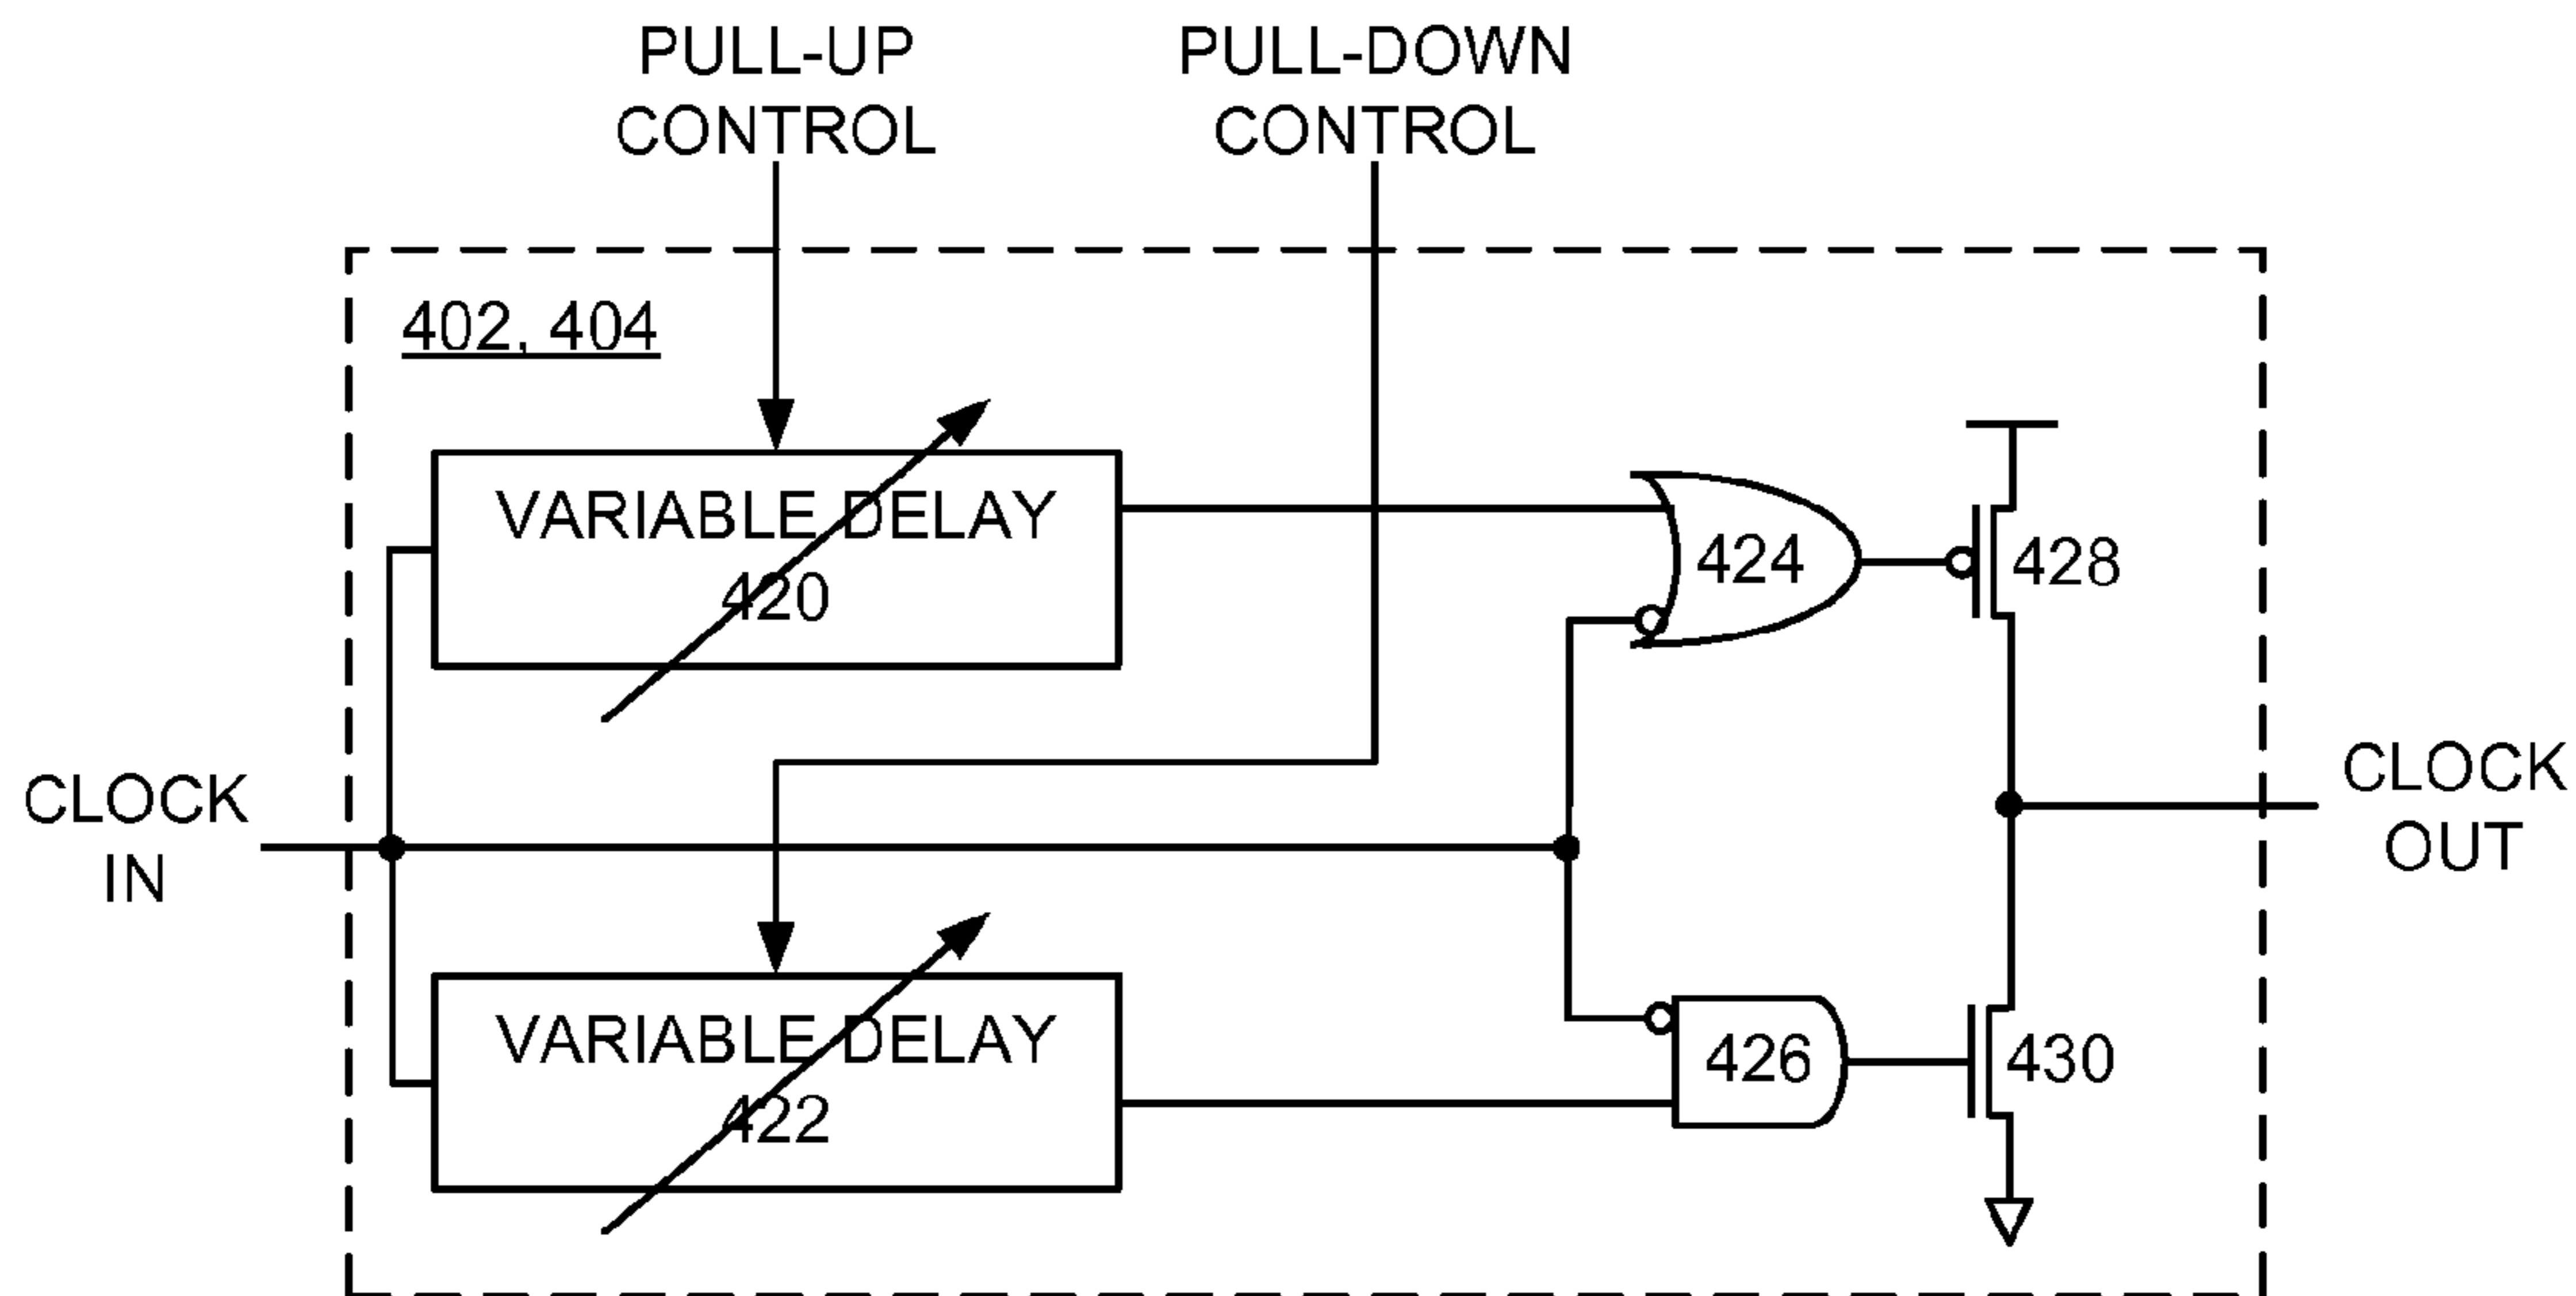 PULL-UP
CONTROL
PULL-DOWN
CONTROL
402, 404
VARIABLE DELAY
420
424
428
CLOCK
IN
CLOCK
OUT
VARIABLE DELAY
422
426
430